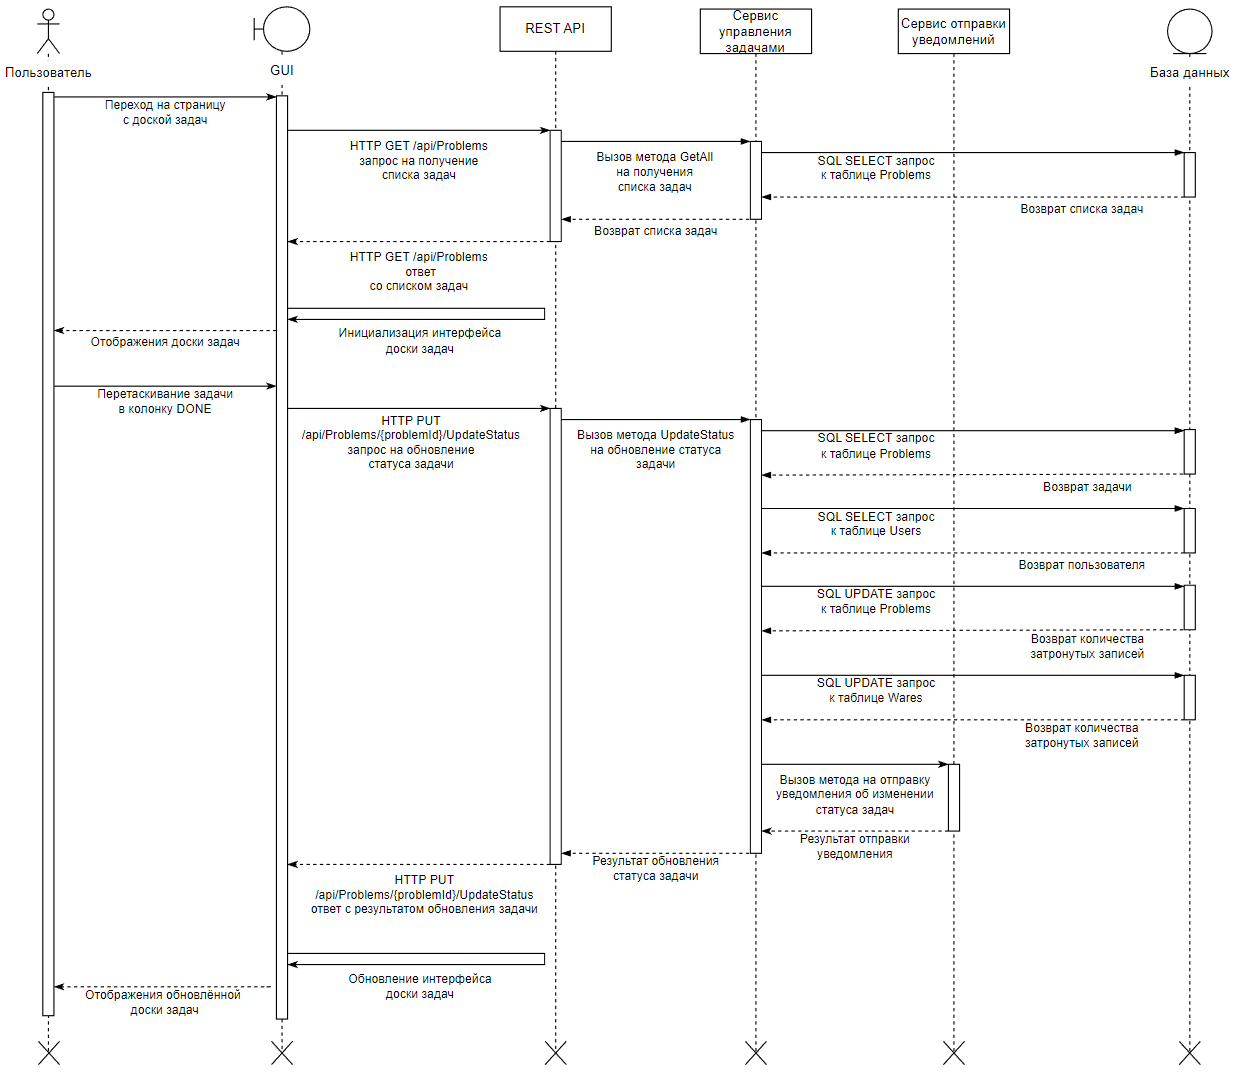 Пользователь
GUI
REST API
Сервис
управления
задачами
Сервис отправки
уведомлений
База данных
Переход на страницу
с доской задач
HTTP GET /api/Problems
запрос на получение
списка задач
Вызов метода GetAll
на получения
списка задач
SQL SELECT запрос
к таблице Problems
Возврат списка задач
Возврат списка задач
HTTP GET /api/Problems
ответ
со списком задач
Инициализация интерфейса
доски задач
Отображения доски задач
Перетаскивание задачи
в колонку DONE
HTTP PUT
/api/Problems/{problemId}/UpdateStatus
запрос на обновление
статуса задачи
Вызов метода UpdateStatus
на обновление статуса
задачи
SQL SELECT запрос
к таблице Problems
Возврат задачи
SQL SELECT запрос
к таблице Users
Возврат пользователя
SQL UPDATE запрос
к таблице Problems
Возврат количества
затронутых записей
SQL UPDATE запрос
к таблице Wares
Возврат количества
затронутых записей
Вызов метода на отправку
уведомления об изменении
статуса задач
Результат отправки
уведомления
Результат обновления
статуса задачи
HTTP PUT
/api/Problems/{problemId}/UpdateStatus
ответ с результатом обновления задачи
Обновление интерфейса
доски задач
Отображения обновлённой
доски задач